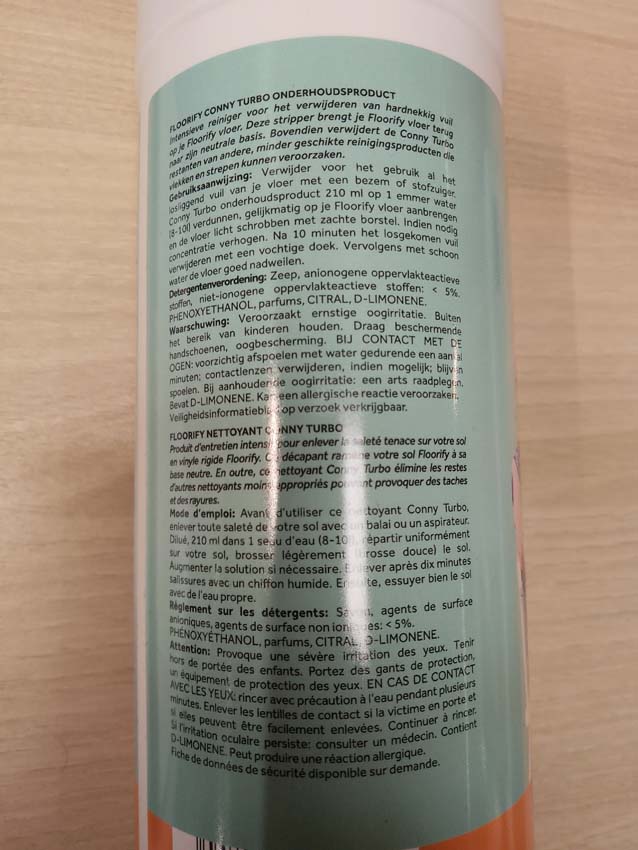 FLOORIFY CONNY TURBO ONDERHOUDSPRODUCT
Intensieve reiniger voor het verwijderen van hardnekkig vuil
op je Floorify vloer. Deze stripper brengt je Floorify vloer terug
naar zijn neutrale basis. Bovendien verwijdert de Conny Turbo
restanten van andere, minder geschikte reinigingsproducten die
vlekken en strepen kunnen veroorzaken.
Gebruiksaanwijzing: Verwijder voor het gebruik al het
losliggend vuil van je vloer met een bezem of stofzuiger.
Conny Turbo onderhoudsproduct 210 ml op 1 emmer water
(8-10l) verdunnen, gelijkmatig op je Floorify vloer aanbrengen
en de vloer licht schrobben met zachte borstel. Indien nodig
concentratie verhogen. Na 10 minuten het losgekomen vuil
verwijderen met een vochtige doek. Vervolgens met schoon
water de vloer goed nadweilen.
Detergentenverordening: Zeep, anionogene oppervlakteactieve
stoffen, niet-ionogene oppervlakteactieve stoffen: < 5%.
PHENOXYETHANOL, parfums, CITRAL, D-LIMONENE.
Waarschuwing: Veroorzaakt ernstige oogirritatie. Buiten
het bereik van kinderen houden. Draag beschermende
handschoenen, oogbescherming. BIJ CONTACT MET DE
OGEN: voorzichtig afspoelen met water gedurende een aantal
minuten; contactlenzen verwijderen, indien mogelijk; blijven
spoelen. Bij aanhoudende oogirritatie: een arts raadplegen.
Bevat D-LIMONENE. Kan een allergische reactie veroorzaken.
Veiligheidsinformatieblad op verzoek verkrijgbaar.
FLOORIFY NETTOYANT CONNY TURBO
Produit d'entretien intensif pour enlever la saleté tenace sur votre sol
en vinyle rigide Floorify. Ce décapant ramène votre sol Floorify à sa
base neutre. En outre, ce nettoyant Conny Turbo élimine les restes
d'autres nettoyants moins appropriés pouvant provoquer des taches
et des rayures.
Mode d'emploi: Avant d'utiliser ce nettoyant Conny Turbo,
enlever toute saleté de votre sol avec un balai ou un aspirateur.
Dilué, 210 ml dans 1 seau d'eau (8-10l), répartir uniformément
sur votre sol, brosser légèrement (brosse douce) le sol.
Augmenter la solution si nécessaire. Enlever après dix minutes
salissures avec un chiffon humide. Ensuite, essuyer bien le sol
avec de l'eau propre.
Règlement sur les détergents: Savon, agents de surface
anioniques, agents de surface non ioniques: < 5%.
PHENOXYÉTHANOL, parfums, CITRAL, D-LIMONENE.
Attention: Provoque une sévère irritation des yeux. Tenir
hors de portée des enfants. Portez des gants de protection,
un équipement de protection des yeux. EN CAS DE CONTACT
AVEC LES YEUX: rincer avec précaution à l'eau pendant plusieurs
minutes. Enlever les lentilles de contact si la victime en porte et
si elles peuvent être facilement enlevées. Continuer à rincer.
Si l'irritation oculaire persiste: consulter un médecin. Contient
D-LIMONENE. Peut produire une réaction allergique.
Fiche de données de sécurité disponible sur demande.